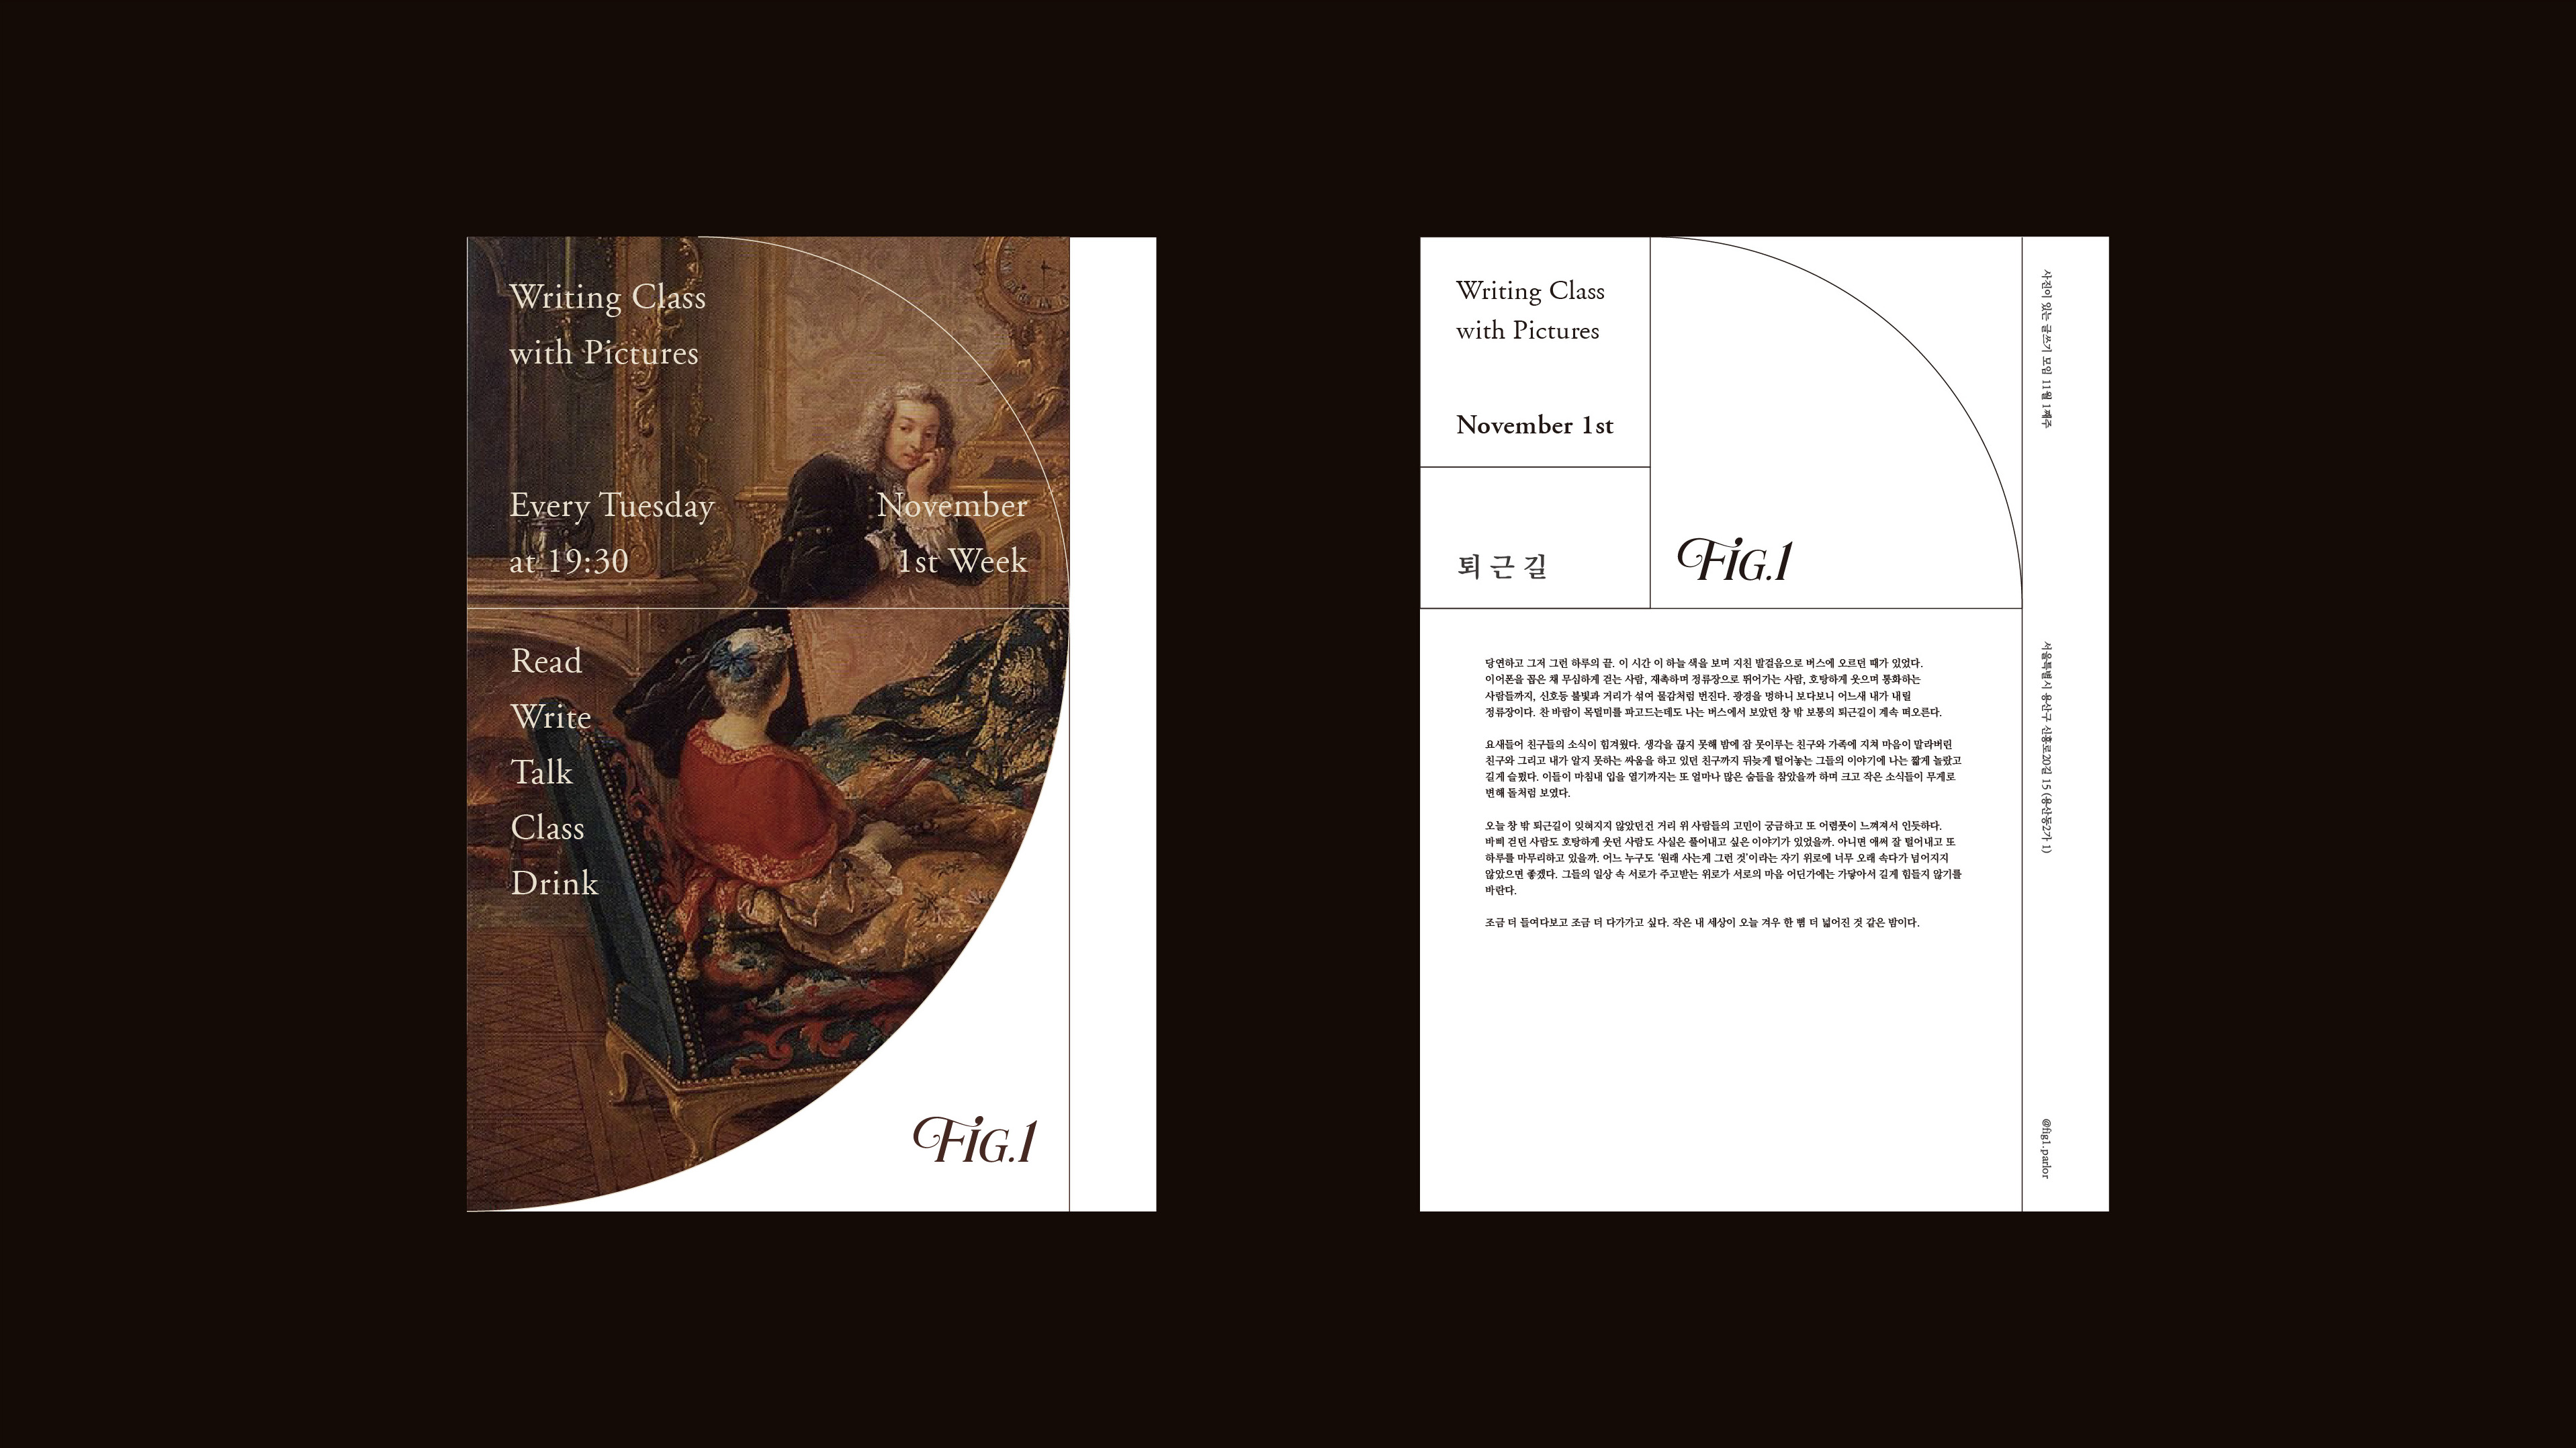 Writing Class
with Pictures
Every Tuesday
at 19:30
November
1st Week
Read
Write
Talk
Class
Drink
Fig.1
Writing Class
with Pictures
November 1st
퇴근길
Fig.1
당연하고 그저 그런 하루의 끝. 이 시간 이 하늘 색을 보며 지친 발걸음으로 버스에 오르던 때가 있었다.
이어폰을 꼽은 채 무심하게 걷는 사람, 재촉하며 정류장으로 뛰어가는 사람, 호탕하게 웃으며 통화하는
사람들까지, 신호등 불빛과 거리가 섞여 물감처럼 번진다. 광경을 멍하니 보다보니 어느새 내가 내릴
정류장이다. 찬 바람이 목덜미를 파고드는데도 나는 버스에서 보았던 창 밖 보통의 퇴근길이 계속 떠오른다.
요새들어 친구들의 소식이 힘겨웠다. 생각을 끊지 못해 밤에 잠 못이루는 친구와 가족에 지쳐 마음이 말라버린
친구와 그리고 내가 알지 못하는 싸움을 하고 있던 친구까지 뒤늦게 털어놓는 그들의 이야기에 나는 짧게 놀랐고
길게 슬펐다. 이들이 마침내 입을 열기까지는 또 얼마나 많은 숨들을 참았을까 하며 크고 작은 소식들이 무게로
변해 돌처럼 보였다.
오늘 창 밖 퇴근길이 잊혀지지 않았던건 거리 위 사람들의 고민이 궁금하고 또 어렴풋이 느껴져서 인듯하다.
바삐 걷던 사람도 호탕하게 웃던 사람도 사실은 풀어내고 싶은 이야기가 있었을까. 아니면 애써 잘 털어내고 또
하루를 마무리하고 있을까. 어느 누구도 '원래 사는게 그런 것'이라는 자기 위로에 너무 오래 속다가 넘어지지
않았으면 좋겠다. 그들의 일상 속 서로가 주고받는 위로가 서로의 마음 어딘가에는 가닿아서 길게 힘들지 않기를
바란다.
조금 더 들여다보고 조금 더 다가가고 싶다. 작은 내 세상이 오늘 겨우 한 뼘 더 넓어진 것 같은 밤이다.
사진이 있는 글쓰기 모임 11월 1째주
서울특별시 용산구 신흥로20길 15 (용산동2가 1)
@fig1.parlor